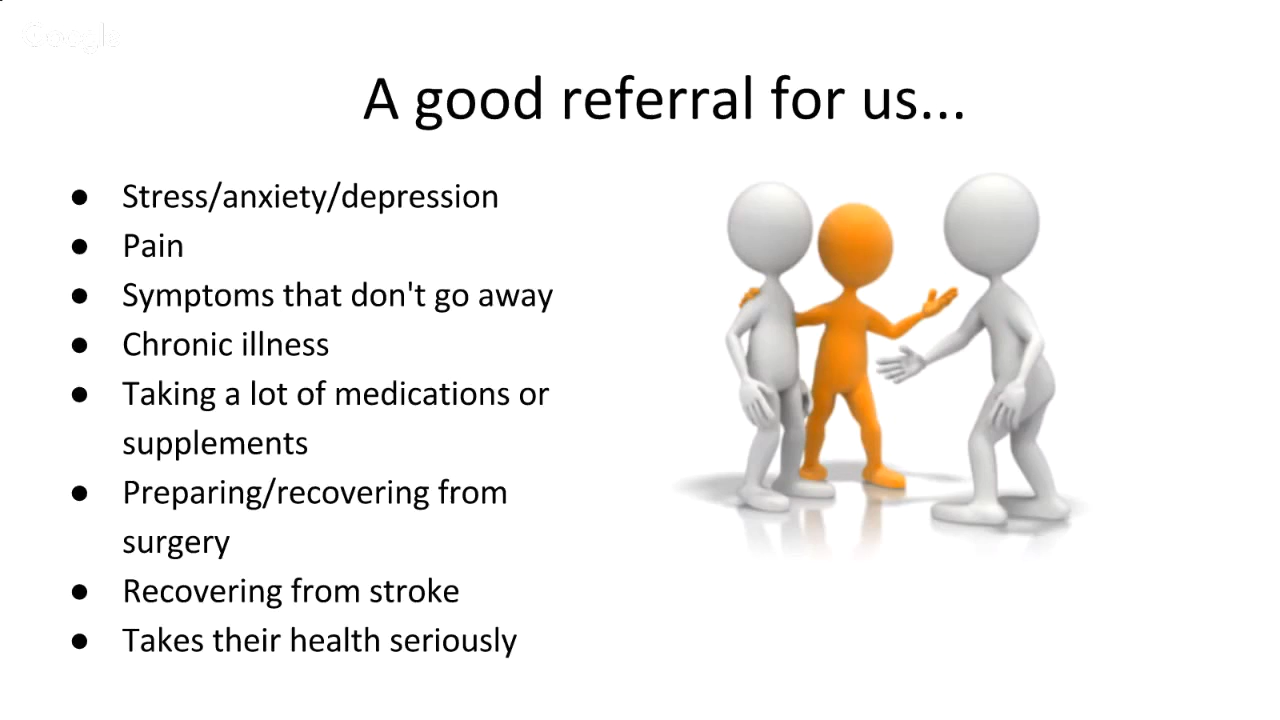 Google
A good referral for us...
● Stress/anxiety/depression
● Pain
● Symptoms that don't go away
● Chronic illness
● Taking a lot of medications or
supplements
● Preparing/recovering from
surgery
● Recovering from stroke
● Takes their health seriously